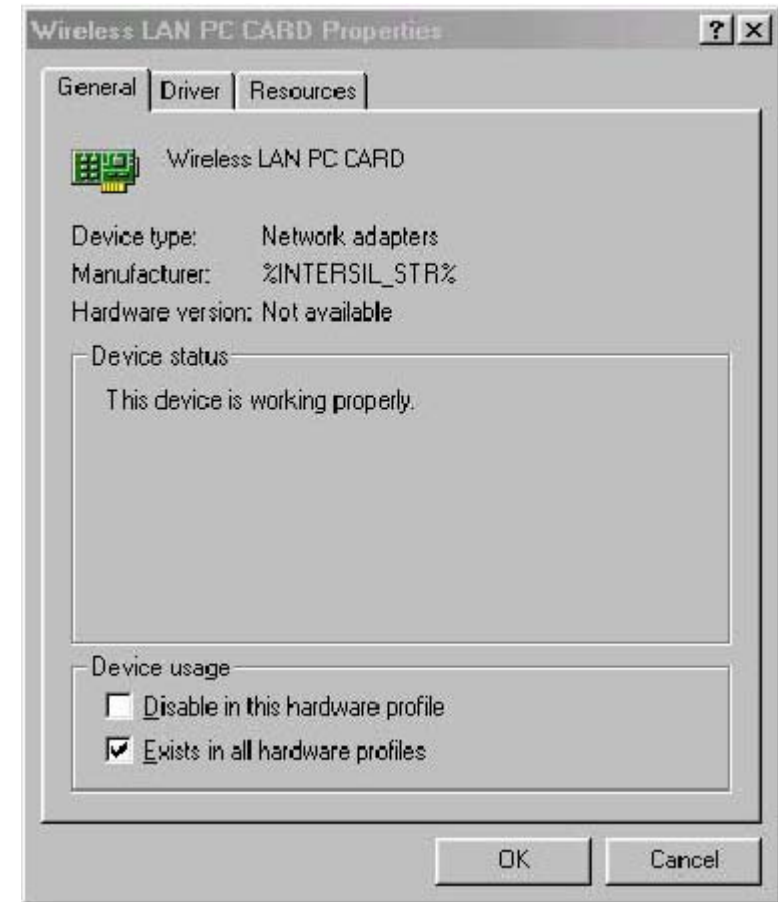 Wireless LAN PC CARD Properties
General Driver Resources
Wireless LAN PC CARD
Device type: Network adapters
Manufacturer: %INTERSIL_STR%
Hardware version: Not available
Device status
This device is working properly.
Device usage
Disable in this hardware profile
Exists in all hardware profiles
OK Cancel